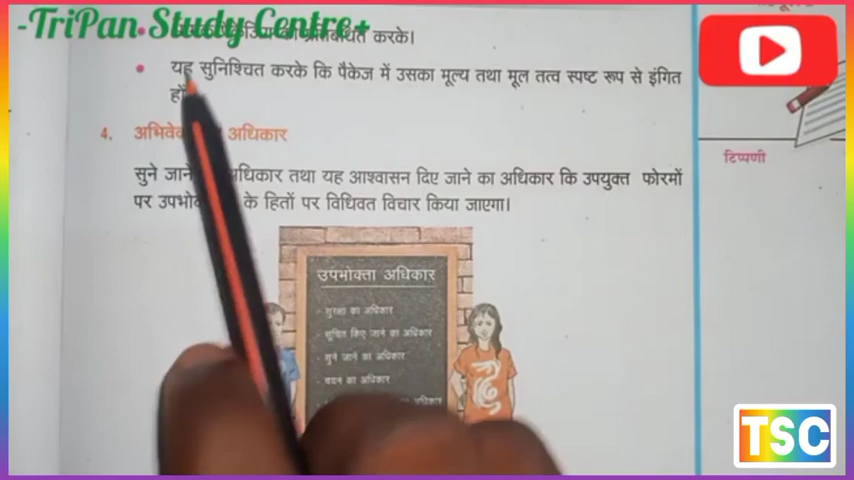 -TriPan Study Centre+
करके।
यह सुनिश्चित करके कि पैकेज में उसका मूल्य तथा मूल तत्व स्पष्ट रूप से इंगित
हों
4. अधिकार
सुने जाने अधिकार तथा यह आश्वासन दिए जाने का अधिकार कि उपयुक्त फोरमों
पर के हितों पर विधिवत विचार किया जाएगा।
टिप्पणी
उपभोक्ता अधिकार
- सुरक्षा का अधिकार
- सूचित किए जाने का अधिकार
- सुने जाने का अधिकार
- चयन का अधिकार
अधिकार
TSC